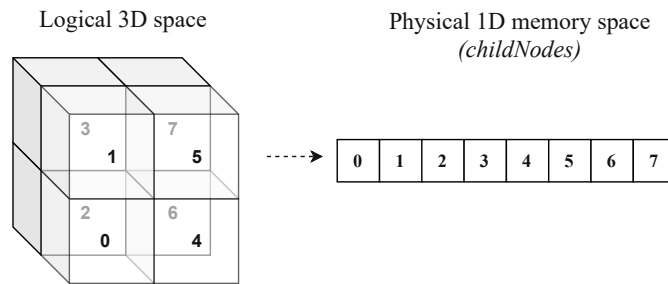 Logical 3D space
Physical 1D memory space
(childNodes)
3 7
1 5
2 6
0 4
0 1 2 3 4 5 6 7